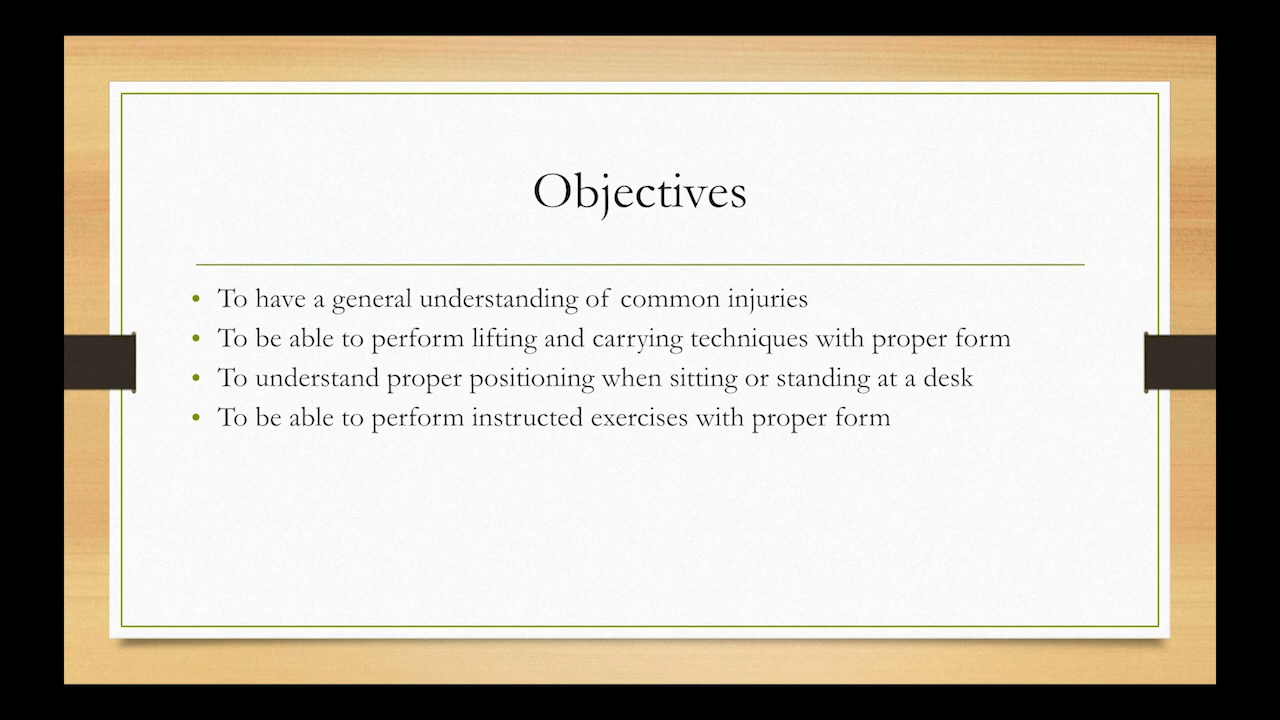 Objectives
• To have a general understanding of common injuries
• To be able to perform lifting and carrying techniques with proper form
• To understand proper positioning when sitting or standing at a desk
• To be able to perform instructed exercises with proper form